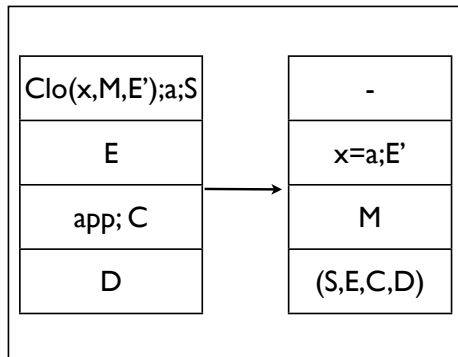 Clo(x,M,E’);a;S
E
app; C
D
-
x=a;E’
M
(S,E,C,D)